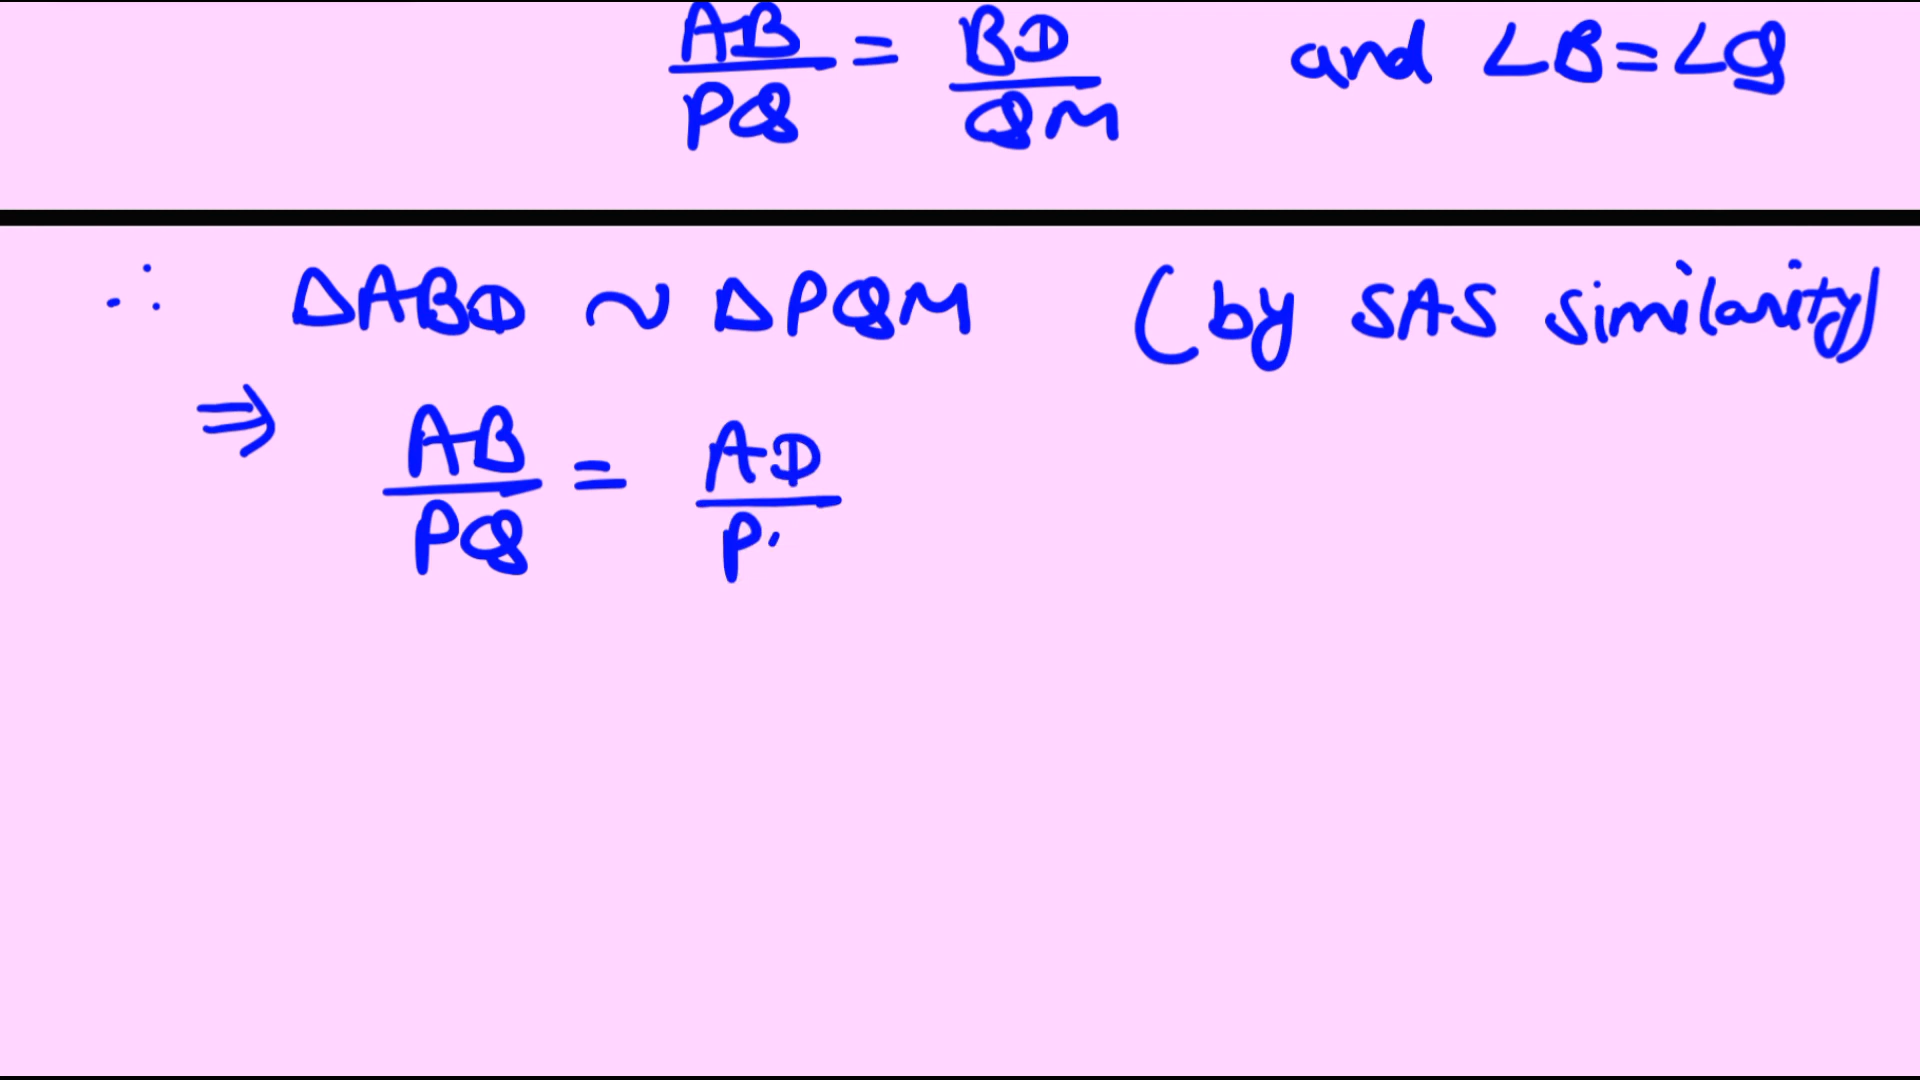 AB/PQ = BD/QM and ∠B=∠Q
∴ ΔABD ~ ΔPQM (by SAS similarity)
⇒ AB/PQ = AD/P